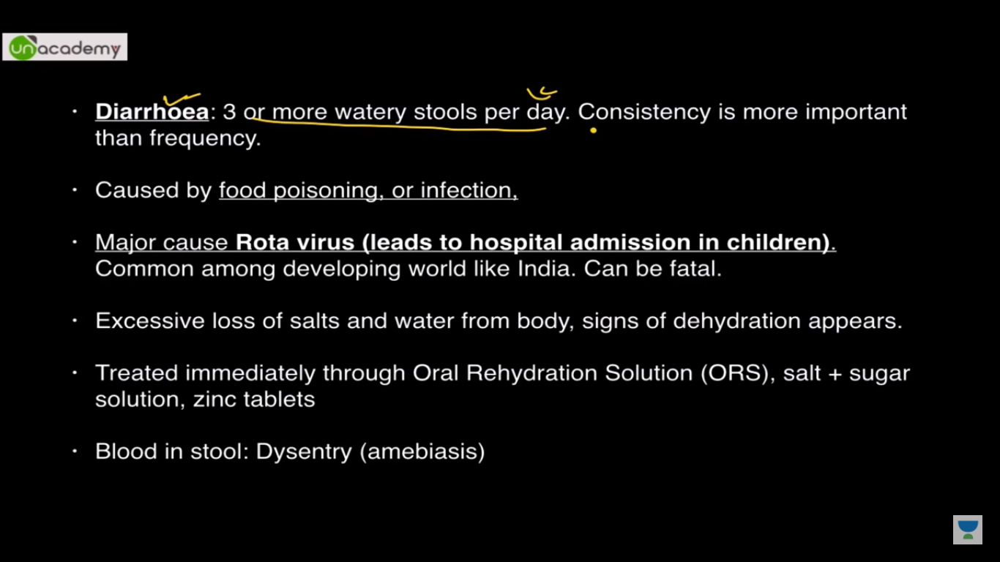 unacademy
· Diarrhoea: 3 or more watery stools per day. Consistency is more important
than frequency.
· Caused by food poisoning, or infection,
· Major cause Rota virus (leads to hospital admission in children).
Common among developing world like India. Can be fatal.
· Excessive loss of salts and water from body, signs of dehydration appears.
· Treated immediately through Oral Rehydration Solution (ORS), salt + sugar
solution, zinc tablets
· Blood in stool: Dysentry (amebiasis)